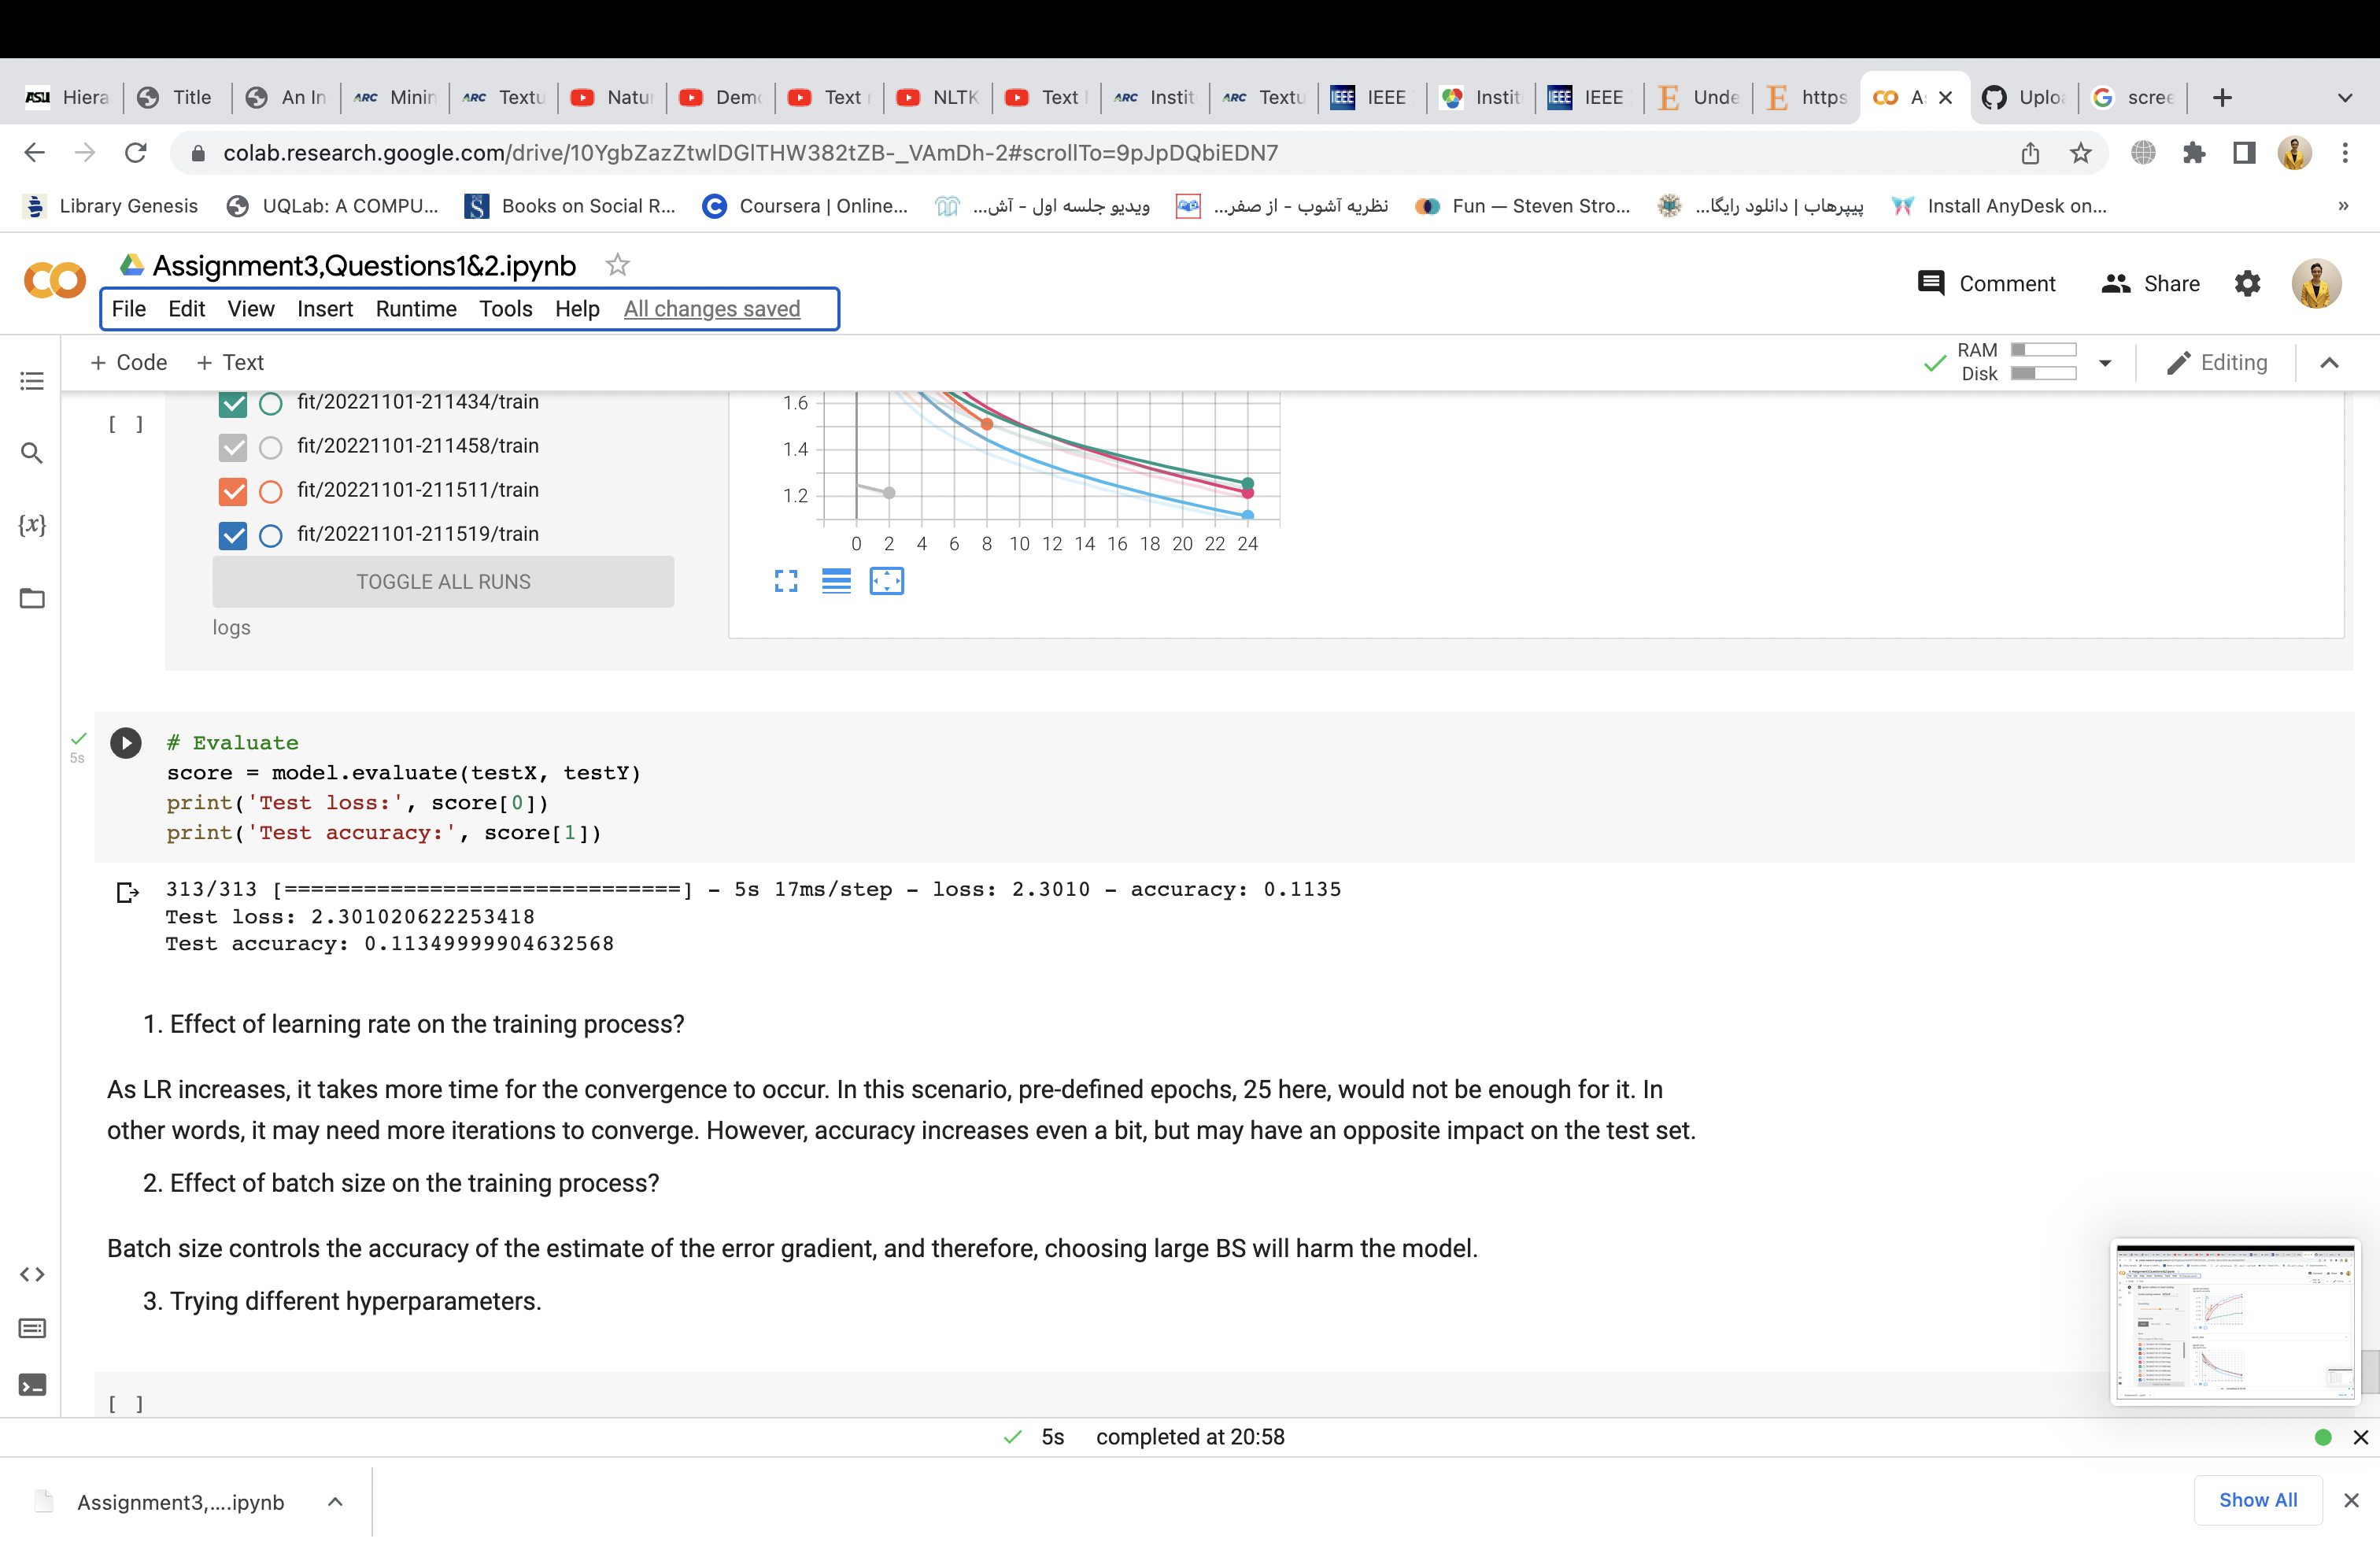 ASU Hiera
Title
An In
ARC Minin
ARC Textu
Natu
Demo
Text
NLTK
Text
ARC Instit
ARC Textu
IEEE IEEE
Instit
IEEE IEEE
E Unde
E https
A
Uplo
scree
colab.research.google.com/drive/10YgbZazZtwlDGlTHW382tZB-_VAmDh-2#scrollTo=9pJpDQbiEDN7
Library Genesis
UQLab: A COMPU...
Books on Social R...
Coursera | Online...
ویدیو جلسه اول - آش...
نظریه آشوب - از صفر...
Fun — Steven Stro...
پیپرهاب | دانلود رایگا...
Install AnyDesk on...
»
Assignment3,Questions1&2.ipynb
Comment
Share
File Edit View Insert Runtime Tools Help All changes saved
+ Code + Text
RAM
Disk
Editing
[ ]
fit/20221101-211434/train
fit/20221101-211458/train
fit/20221101-211511/train
fit/20221101-211519/train
TOGGLE ALL RUNS
logs
1.6
1.4
1.2
0 2 4 6 8 10 12 14 16 18 20 22 24
{x}
5s
# Evaluate
score = model.evaluate(testX, testY)
print('Test loss:', score[0])
print('Test accuracy:', score[1])
313/313 [==============================] - 5s 17ms/step - loss: 2.3010 - accuracy: 0.1135
Test loss: 2.301020622253418
Test accuracy: 0.11349999904632568
1. Effect of learning rate on the training process?
As LR increases, it takes more time for the convergence to occur. In this scenario, pre-defined epochs, 25 here, would not be enough for it. In
other words, it may need more iterations to converge. However, accuracy increases even a bit, but may have an opposite impact on the test set.
2. Effect of batch size on the training process?
Batch size controls the accuracy of the estimate of the error gradient, and therefore, choosing large BS will harm the model.
3. Trying different hyperparameters.
[ ]
5s completed at 20:58
Assignment3,....ipynb
Show All